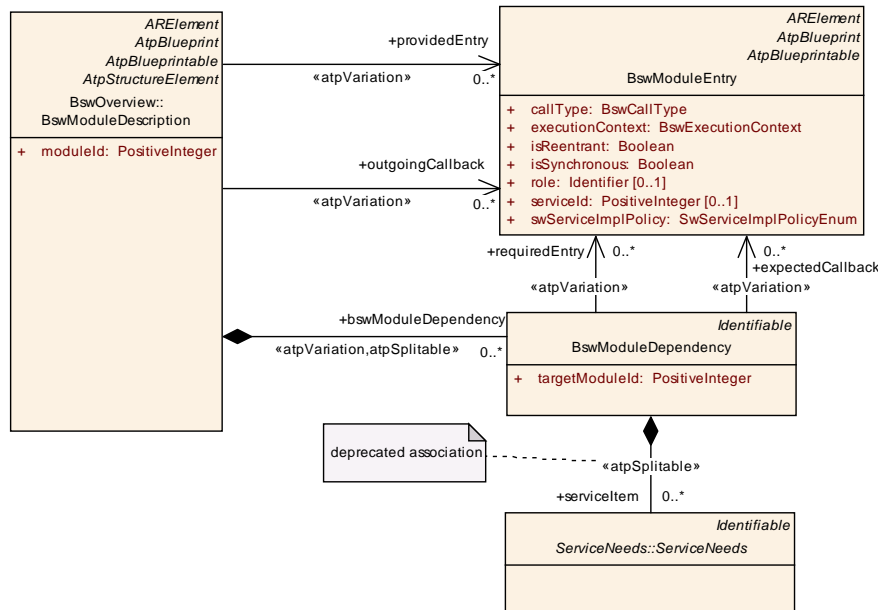 ARElement
AtpBlueprint
AtpBlueprintable
AtpStructureElement
BswOverview::
BswModuleDescription
+ moduleId: PositiveInteger
+providedEntry
«atpVariation»
0..*
+outgoingCallback
«atpVariation»
0..*
ARElement
AtpBlueprint
AtpBlueprintable
BswModuleEntry
+ callType: BswCallType
+ executionContext: BswExecutionContext
+ isReentrant: Boolean
+ isSynchronous: Boolean
+ role: Identifier [0..1]
+ serviceId: PositiveInteger [0..1]
+ swServiceImplPolicy: SwServiceImplPolicyEnum
+requiredEntry
0..*
«atpVariation»
0..*
+expectedCallback
«atpVariation»
+bswModuleDependency
«atpVariation,atpSplitable»
0..*
Identifiable
BswModuleDependency
+ targetModuleId: PositiveInteger
deprecated association
«atpSplitable»
+serviceItem
0..*
Identifiable
ServiceNeeds::ServiceNeeds